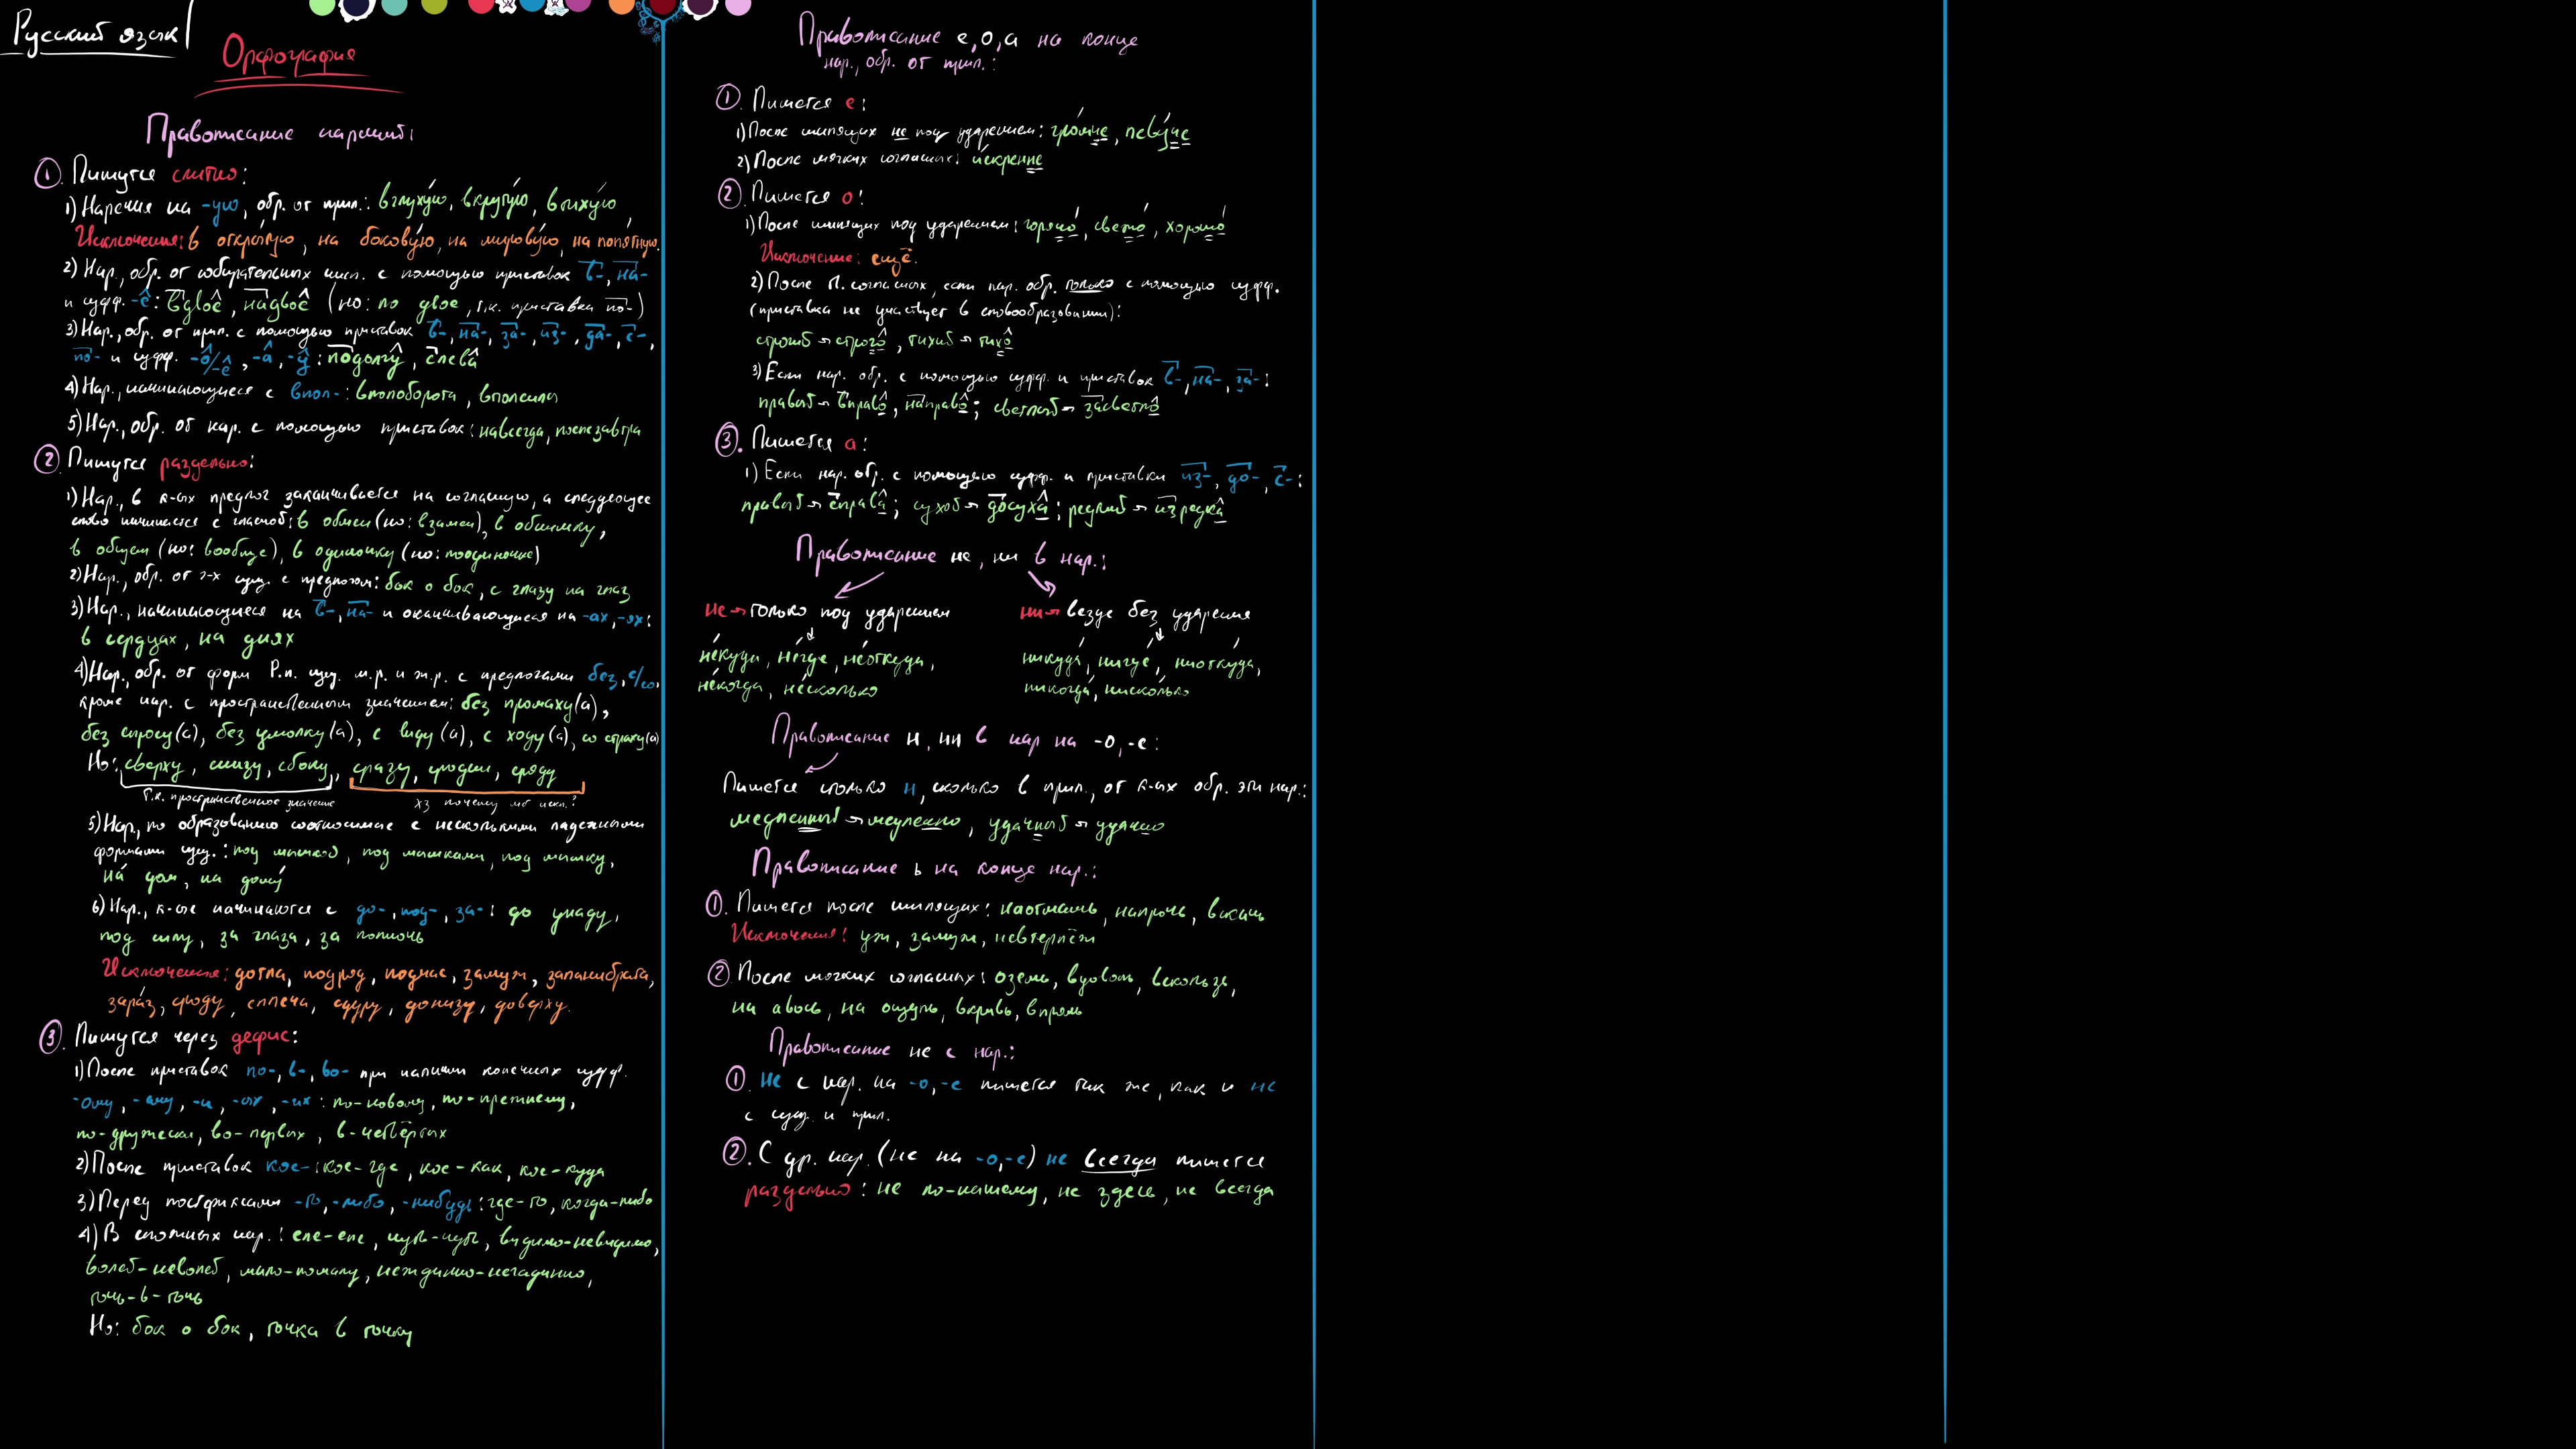 Русский язык
Орфография
Правописание наречий:
1. Пишутся слитно:
1) Наречия на -ую, обр. от прил.: вглухую, вкрутую, впихую,
Исключения: в открытую, на боковую, на мировую, на попятную.
2) Нар., обр. от собирательных числ. с помощью приставок в-, на-
и суфф. -е: вдвое, надвое (но: по двое, т.к. приставка по-)
3) Нар., обр. от прил. с помощью приставок в-, на-, за-, из-, да-, с-,
по- и суфф. -о/-е, -а, -у: подолгу, слева
4) Нар., начинающиеся с впол-: вполоборота, вполсилы
5) Нар., обр. от нар. с помощью приставок: навсегда, послезавтра
2. Пишутся раздельно:
1) Нар., в к-ых предлог заканчивается на согласную, а следующее
слово начинается с гласной: в обмен (но: взамен), в обнимку,
в общем (но: вообще), в одиночку (но: поодиночке)
2) Нар., обр. от 2-х сущ. с предлогом: бок о бок, с глазу на глаз
3) Нар., начинающиеся на в-, на- и оканчивающиеся на -ах, -ях:
в сердцах, на днях
4) Нар., обр. от форм Р.п. сущ. м.р. и ж.р. с предлогами без, с/со,
кроме нар. с пространственным значением: без промаху(а),
без спросу(а), без умолку(а), с виду(а), с ходу(а), со страху(а)
Но: сверху, снизу, сбоку, сразу, сродни, сряду
т.к. пространственное значение хз почему мб искл.?
5) Нар., по образованию соотносимые с несколькими падежными
формами сущ.: под мышкой, под мышками, под мышку,
на дом, на дому
6) Нар., к-ые начинаются с до-, под-, за-: до упаду,
под силу, за глаза, за полночь
Исключения: дотла, подряд, подчас, замуж, запанибрата,
зараз, сроду, сплеча, сдуру, донизу, доверху.
3. Пишутся через дефис:
1) После приставок по-, в-, во- при наличии конечных суфф.
-ому, -ему, -и, -ых, -их: по-новому, по-прежнему,
по-дружески, во-первых, в-четвёртых
2) После приставок кое-: кое-где, кое-как, кое-куда
3) Перед постфиксами -то, -либо, -нибудь: где-то, когда-либо
4) В сложных нар.: еле-еле, чуть-чуть, видимо-невидимо,
волей-неволей, мало-помалу, нежданно-негаданно,
точь-в-точь
Но: бок о бок, точка в точку
Правописание е, о, а на конце
нар., обр. от прил.:
1. Пишется е:
1) После шипящих не под ударением: громче, певуче
2) После мягких согласных: искренне
2. Пишется о:
1) После шипящих под ударением: горячо, свежо, хорошо
Исключение: ещё.
2) После т. согласных, если нар. обр. только с помощью суфф.
(приставка не участвует в словообразовании):
строгий → строго, тихий → тихо
3) Если нар. обр. с помощью суфф. и приставок в-, на-, за-:
правый → вправо, направо; светлый → засветло
3. Пишется а:
1) Если нар. обр. с помощью суфф. и приставки из-, до-, с-:
правый → справа; сухой → досуха; редкий → изредка
Правописание не, ни в нар.:
не → только под ударением ни → везде без ударения
некуда, негде, неоткуда, никуда, нигде, ниоткуда,
некогда, несколько никогда, нисколько
Правописание н, нн в нар на -о, -е:
Пишется столько н, сколько в прил., от к-ых обр. эти нар.:
медленный → медленно, удачный → удачно
Правописание ь на конце нар.:
1. Пишется после шипящих: наотмашь, напрочь, вскачь
Исключения: уж, замуж, невтерпёж
2. После мягких согласных: оземь, вдоволь, вскользь,
на авось, на ощупь, вкривь, впрямь
Правописание не с нар.:
1. Не с нар. на -о, -е пишется так же, как и не
с сущ. и прил.
2. С др. нар. (не на -о, -е) не всегда пишется
раздельно: не по-нашему, не здесь, не всегда